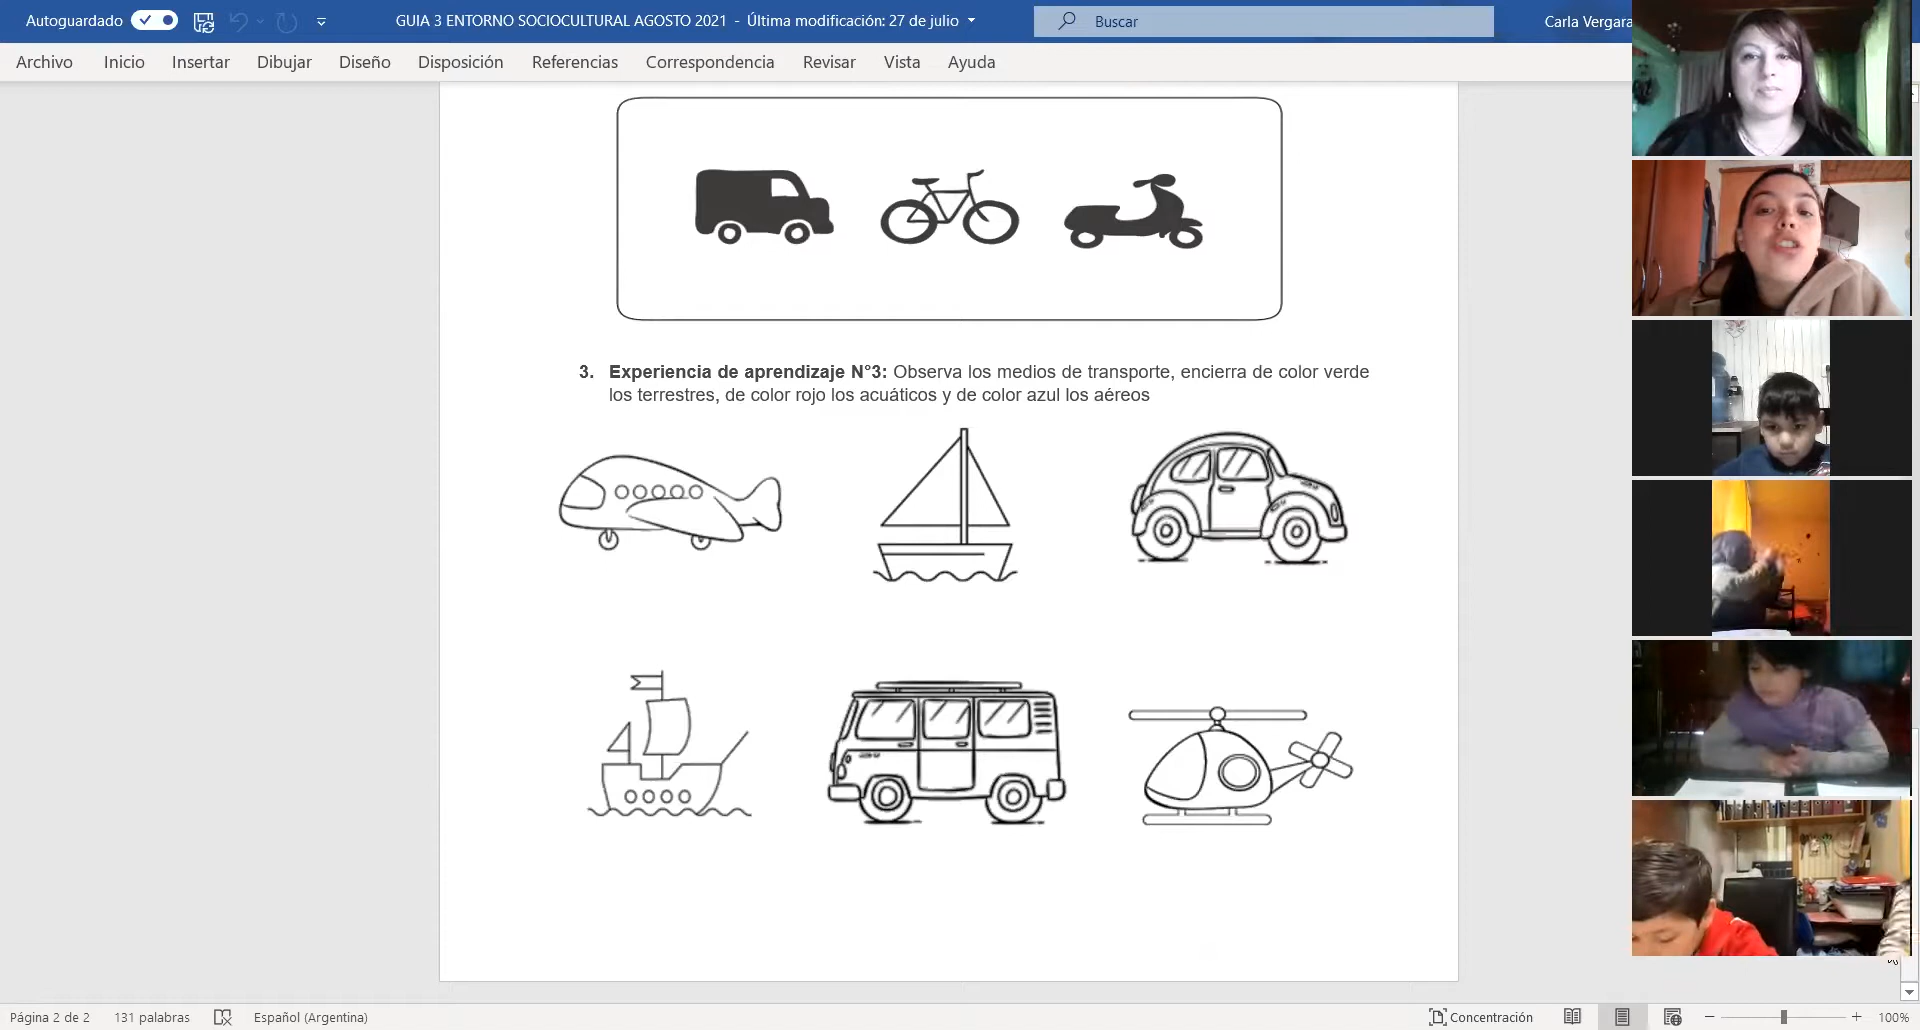 Autoguardado
GUIA 3 ENTORNO SOCIOCULTURAL AGOSTO 2021 - Última modificación: 27 de julio
Buscar
Carla Vergara
Archivo Inicio Insertar Dibujar Diseño Disposición Referencias Correspondencia Revisar Vista Ayuda
3. Experiencia de aprendizaje N°3: Observa los medios de transporte, encierra de color verde
los terrestres, de color rojo los acuáticos y de color azul los aéreos
Página 2 de 2 131 palabras Español (Argentina) Concentración 100%